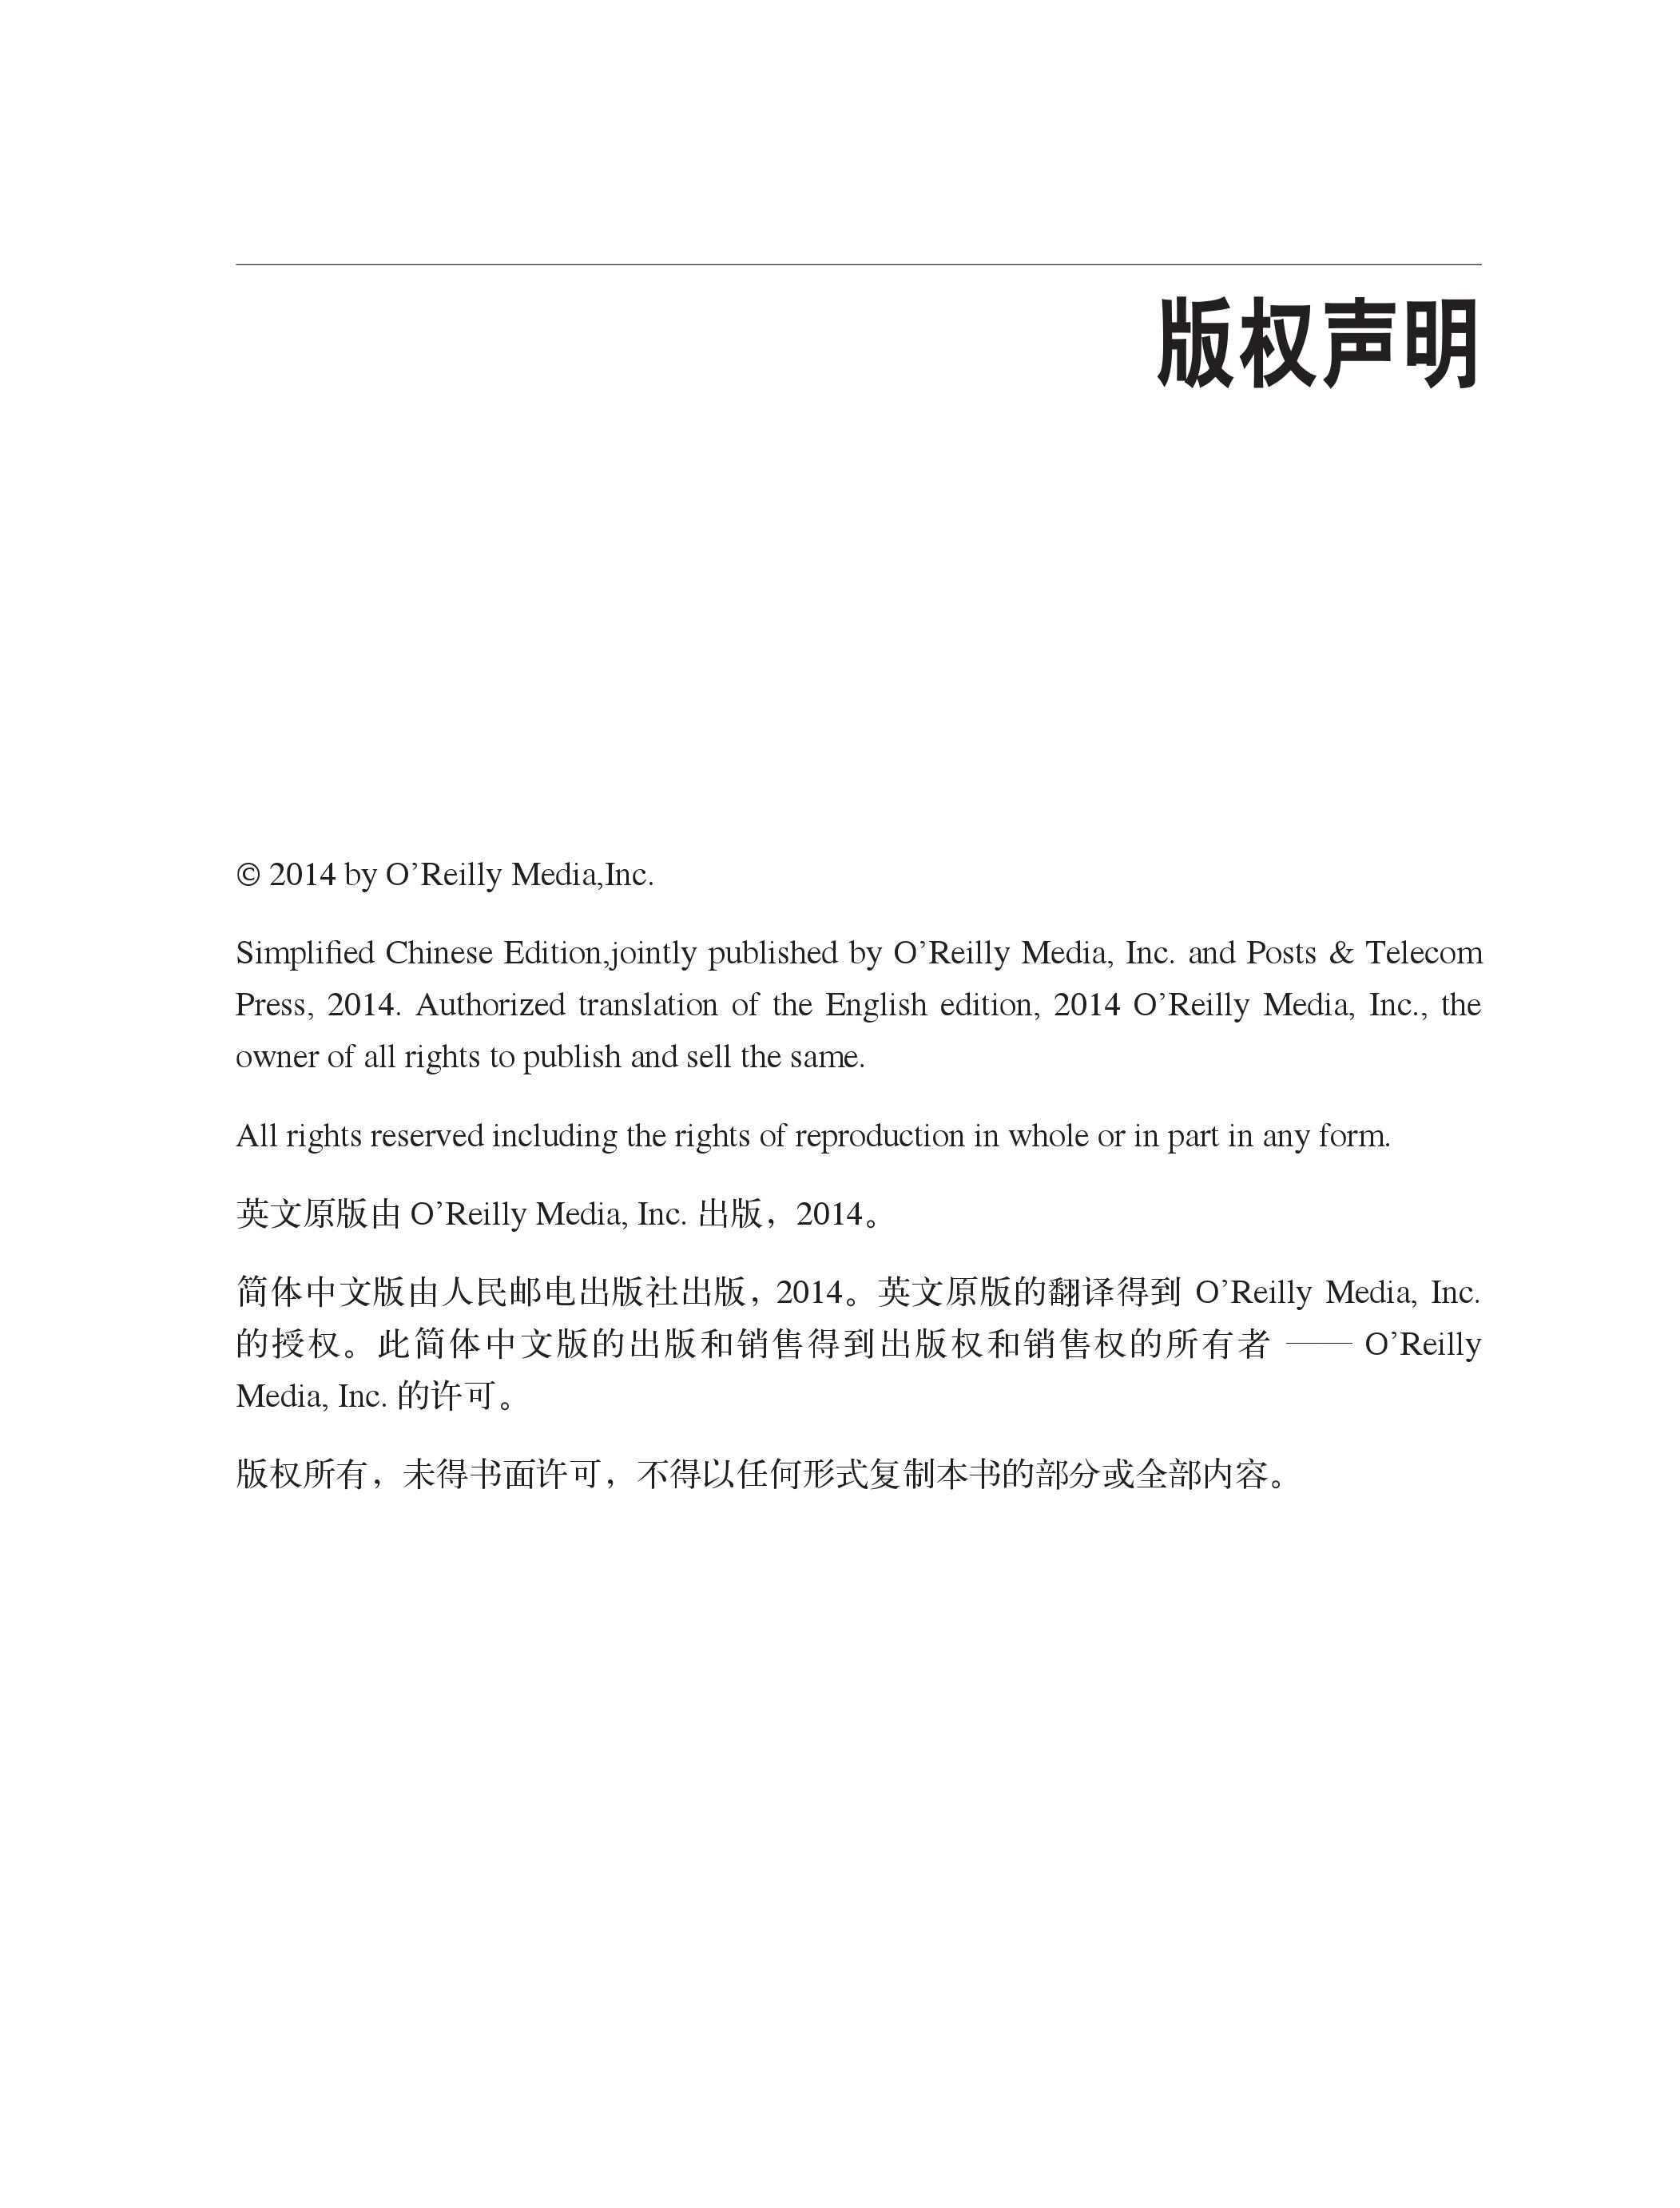 版权声明
© 2014 by O’Reilly Media,Inc.
Simplified Chinese Edition,jointly published by O’Reilly Media, Inc. and Posts & Telecom
Press, 2014. Authorized translation of the English edition, 2014 O’Reilly Media, Inc., the
owner of all rights to publish and sell the same.
All rights reserved including the rights of reproduction in whole or in part in any form.
英文原版由 O’Reilly Media, Inc. 出版，2014。
简体中文版由人民邮电出版社出版，2014。英文原版的翻译得到 O’Reilly Media, Inc.
的授权。此简体中文版的出版和销售得到出版权和销售权的所有者 —— O’Reilly
Media, Inc. 的许可。
版权所有，未得书面许可，不得以任何形式复制本书的部分或全部内容。